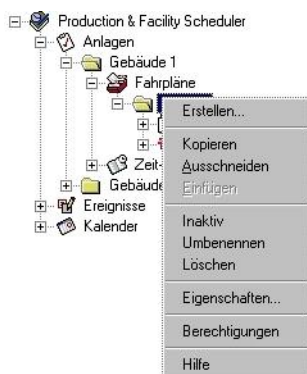 Production & Facility Scheduler
Anlagen
Gebäude 1
Fahrpläne
Zeit-
Gebäude
Ereignisse
Kalender
Erstellen...
Kopieren
Ausschneiden
Einfügen
Inaktiv
Umbenennen
Löschen
Eigenschaften...
Berechtigungen
Hilfe